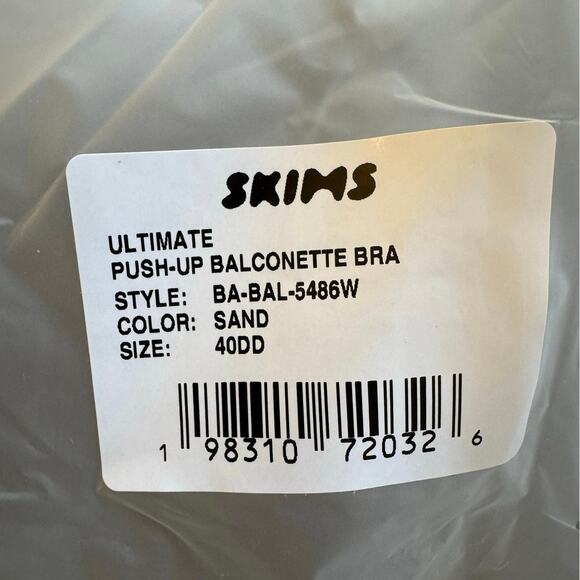 SKIMS
ULTIMATE
PUSH-UP BALCONETTE BRA
STYLE: BA-BAL-5486W
COLOR: SAND
SIZE: 40DD
1 98310 72032 6